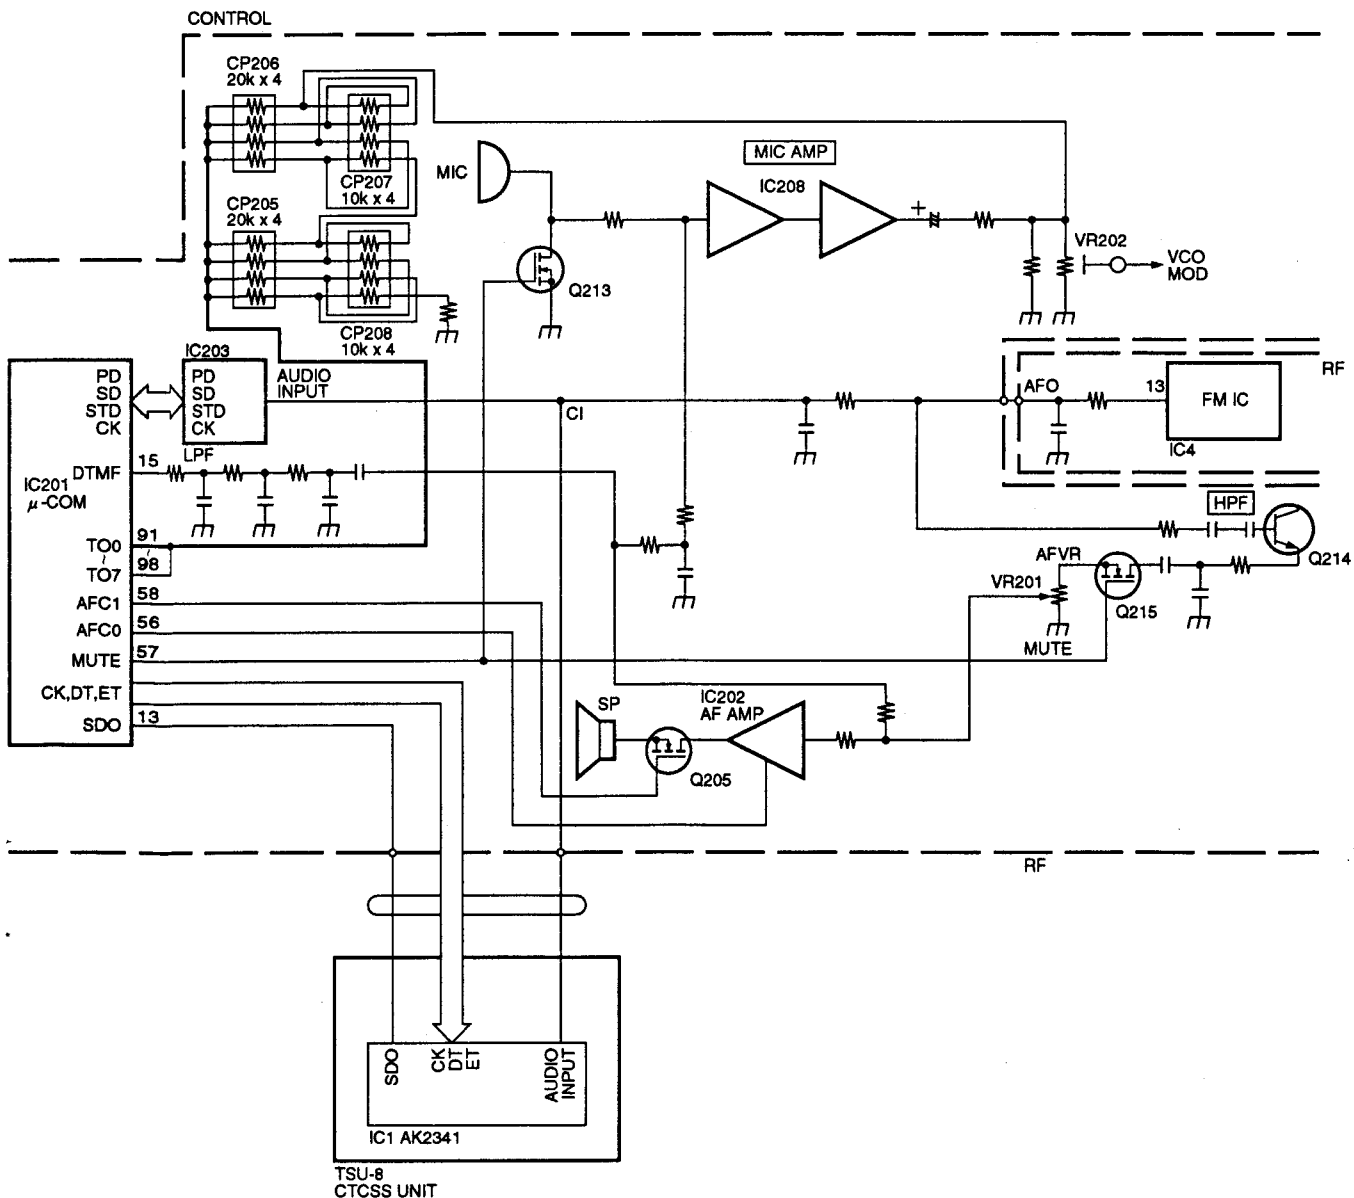 CONTROL
CP206
20k x 4
CP207
10k x 4
CP205
20k x 4
CP208
10k x 4
MIC
Q213
MIC AMP
IC208
+
VR202
VCO
MOD
IC203
PD
SD
STD
CK
PD
SD
STD
CK
AUDIO
INPUT
CI
AFO
13
FM IC
IC4
RF
LPF
DTMF
15
IC201
μ-COM
HPF
Q214
TO0
91
~
TO7
98
AFVR
VR201
Q215
AFC1
58
AFC0
56
MUTE
57
MUTE
CK,DT,ET
SDO
13
SP
IC202
AF AMP
Q205
RF
SDO
CK
DT
ET
AUDIO
INPUT
IC1 AK2341
TSU-8
CTCSS UNIT